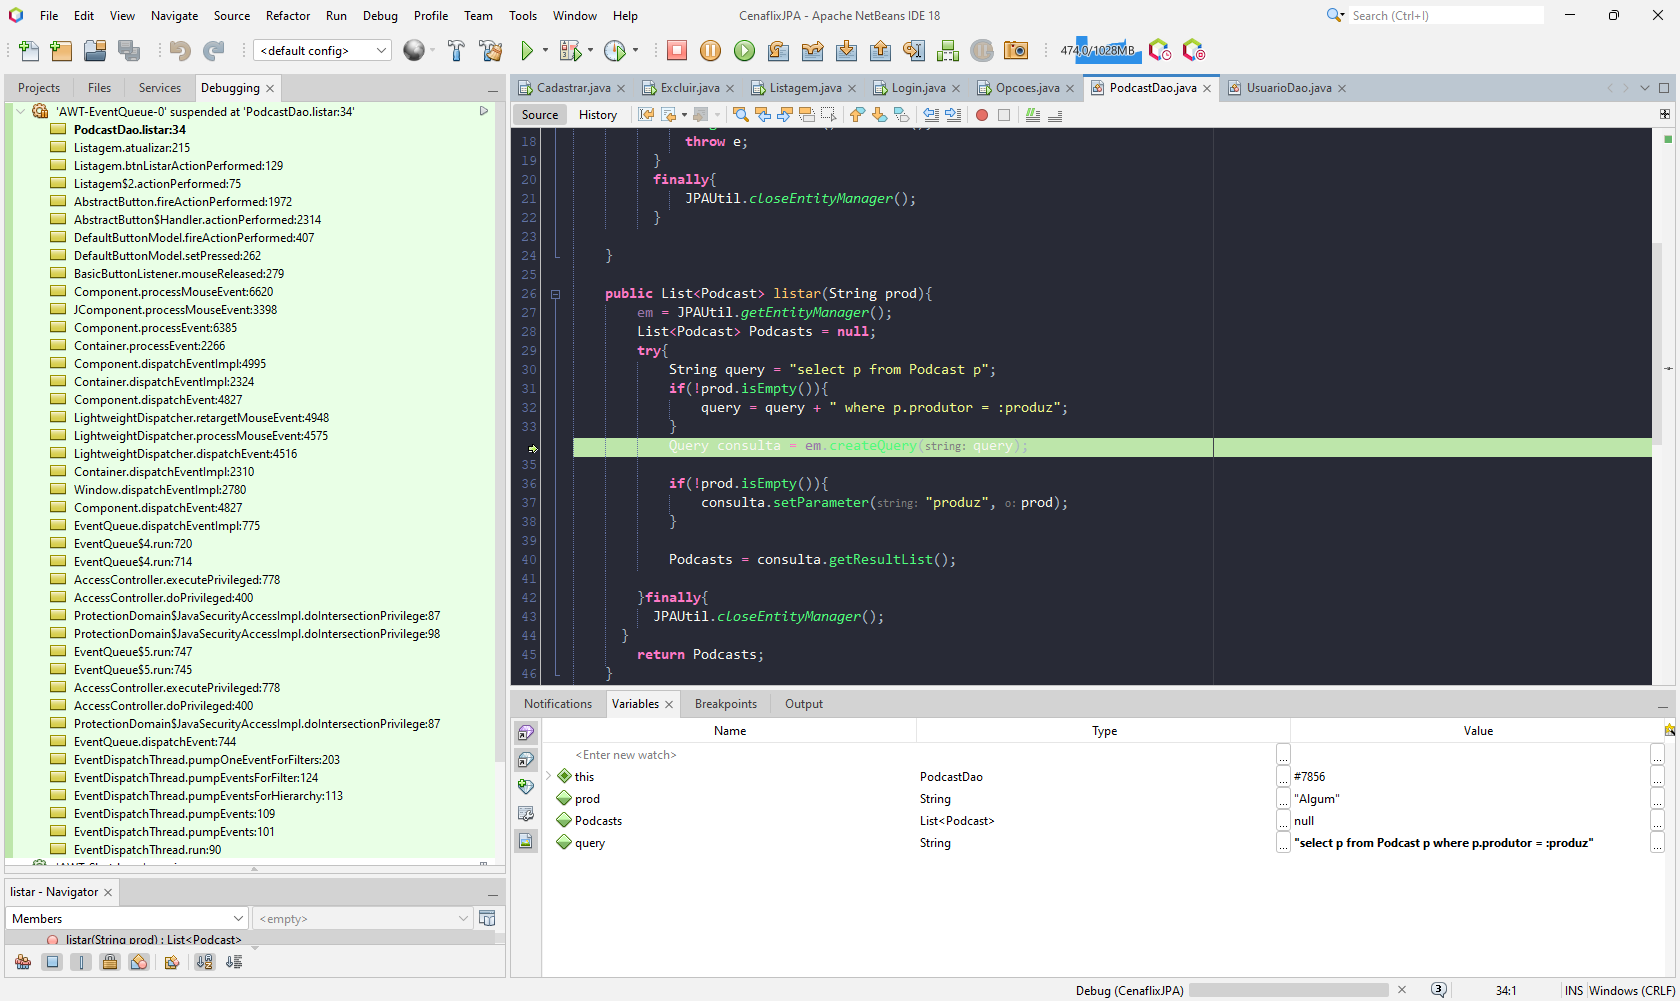 File Edit View Navigate Source Refactor Run Debug Profile Team Tools Window Help
CenaflixJPA - Apache NetBeans IDE 18
Search (Ctrl+I)
<default config>
474,0/1028MB
Projects Files Services Debugging
'AWT-EventQueue-0' suspended at 'PodcastDao.listar:34'
PodcastDao.listar:34
Listagem.atualizar:215
Listagem.btnListarActionPerformed:129
Listagem$2.actionPerformed:75
AbstractButton.fireActionPerformed:1972
AbstractButton$Handler.actionPerformed:2314
DefaultButtonModel.fireActionPerformed:407
DefaultButtonModel.setPressed:262
BasicButtonListener.mouseReleased:279
Component.processMouseEvent:6620
JComponent.processMouseEvent:3398
Component.processEvent:6385
Container.processEvent:2266
Component.dispatchEventImpl:4995
Container.dispatchEventImpl:2324
Component.dispatchEvent:4827
LightweightDispatcher.retargetMouseEvent:4948
LightweightDispatcher.processMouseEvent:4575
LightweightDispatcher.dispatchEvent:4516
Container.dispatchEventImpl:2310
Window.dispatchEventImpl:2780
Component.dispatchEvent:4827
EventQueue.dispatchEventImpl:775
EventQueue$4.run:720
EventQueue$4.run:714
AccessController.executePrivileged:778
AccessController.doPrivileged:400
ProtectionDomain$JavaSecurityAccessImpl.doIntersectionPrivilege:87
ProtectionDomain$JavaSecurityAccessImpl.doIntersectionPrivilege:98
EventQueue$5.run:747
EventQueue$5.run:745
AccessController.executePrivileged:778
AccessController.doPrivileged:400
ProtectionDomain$JavaSecurityAccessImpl.doIntersectionPrivilege:87
EventQueue.dispatchEvent:744
EventDispatchThread.pumpOneEventForFilters:203
EventDispatchThread.pumpEventsForFilter:124
EventDispatchThread.pumpEventsForHierarchy:113
EventDispatchThread.pumpEvents:109
EventDispatchThread.pumpEvents:101
EventDispatchThread.run:90
listar - Navigator
Members
<empty>
listar(String prod) : List<Podcast>
Cadastrar.java Excluir.java Listagem.java Login.java Opcoes.java PodcastDao.java UsuarioDao.java
Source History
18 throw e;
19 }
20 finally{
21 JPAUtil.closeEntityManager();
22 }
23
24 }
25
26 public List<Podcast> listar(String prod){
27 em = JPAUtil.getEntityManager();
28 List<Podcast> Podcasts = null;
29 try{
30 String query = "select p from Podcast p";
31 if(!prod.isEmpty()){
32 query = query + " where p.produtor = :produz";
33 }
Query consulta = em.createQuery(string: query);
35
36 if(!prod.isEmpty()){
37 consulta.setParameter(string: "produz", o: prod);
38 }
39
40 Podcasts = consulta.getResultList();
41
42 }finally{
43 JPAUtil.closeEntityManager();
44 }
45 return Podcasts;
46 }
Notifications Variables Breakpoints Output
Name Type Value
<Enter new watch> ... ...
this PodcastDao ... #7856 ...
prod String ... "Algum" ...
Podcasts List<Podcast> ... null ...
query String ... "select p from Podcast p where p.produtor = :produz" ...
Debug (CenaflixJPA)
3
34:1
INS
Windows (CRLF)